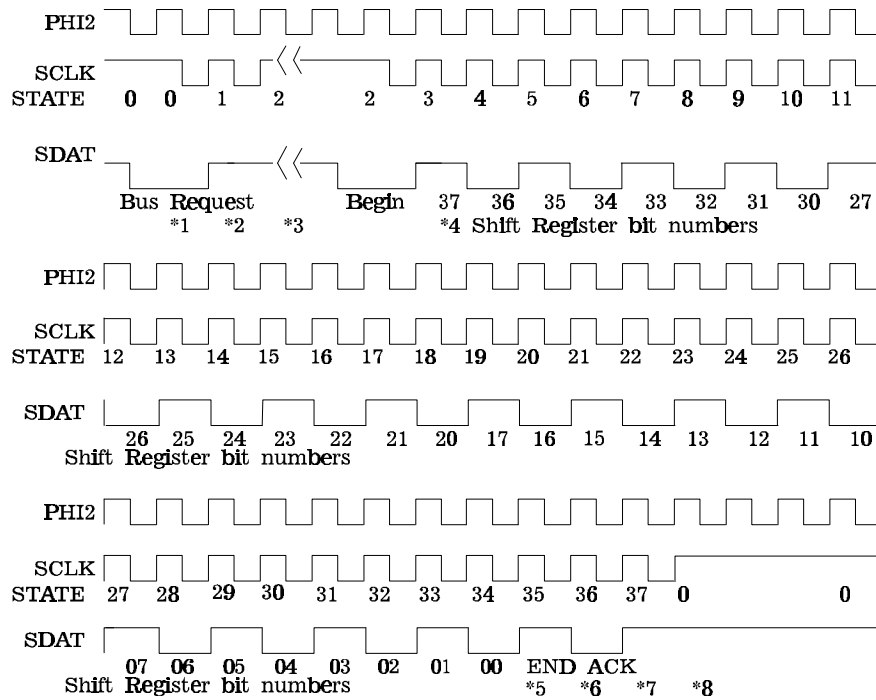 PHI2
SCLK
STATE 0 0 1 2 2 3 4 5 6 7 8 9 10 11
SDAT
Bus Request Begin 37 36 35 34 33 32 31 30 27
*1 *2 *3 *4 Shift Register bit numbers
PHI2
SCLK
STATE 12 13 14 15 16 17 18 19 20 21 22 23 24 25 26
SDAT
26 25 24 23 22 21 20 17 16 15 14 13 12 11 10
Shift Register bit numbers
PHI2
SCLK
STATE 27 28 29 30 31 32 33 34 35 36 37 0 0
SDAT
07 06 05 04 03 02 01 00 END ACK
Shift Register bit numbers *5 *6 *7 *8